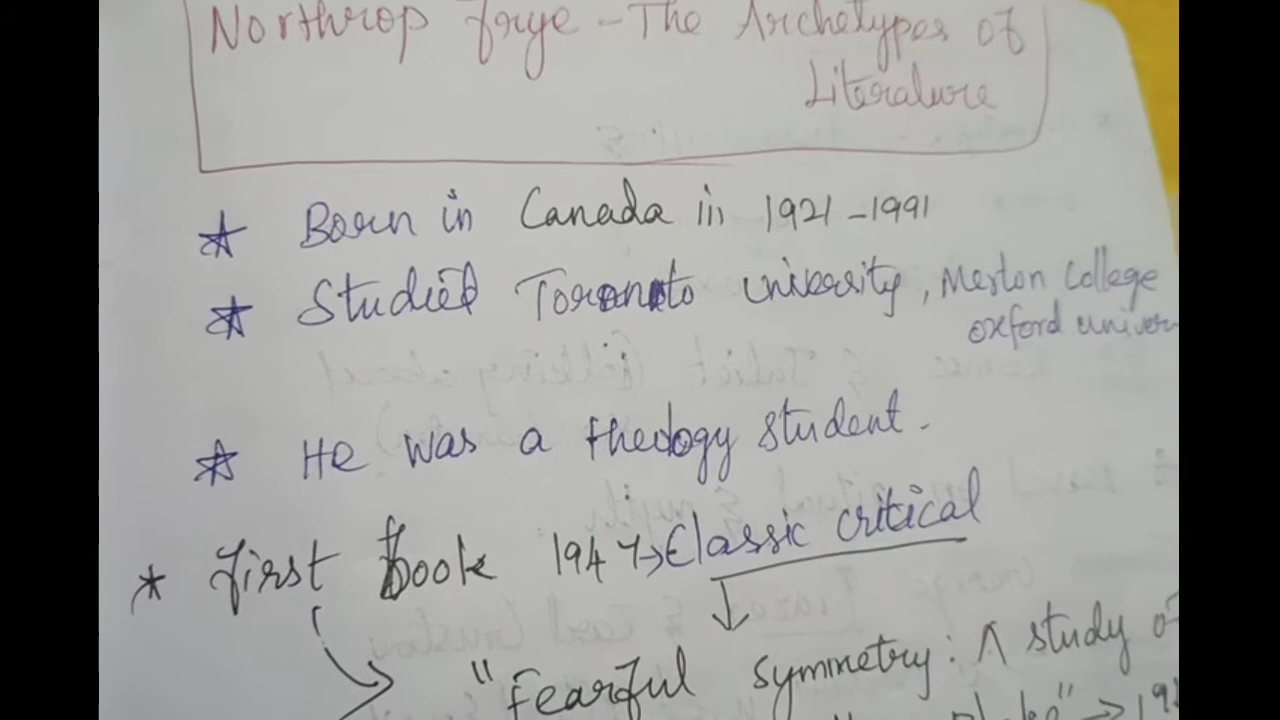 Northrop Frye - The Archetypes of
Literature
Born in Canada in 1921 - 1991
Studied Toronto university, Merton College
oxford univer
He was a theology student.
first book 1947 → Classic critical
"Fearful symmetry: A study of